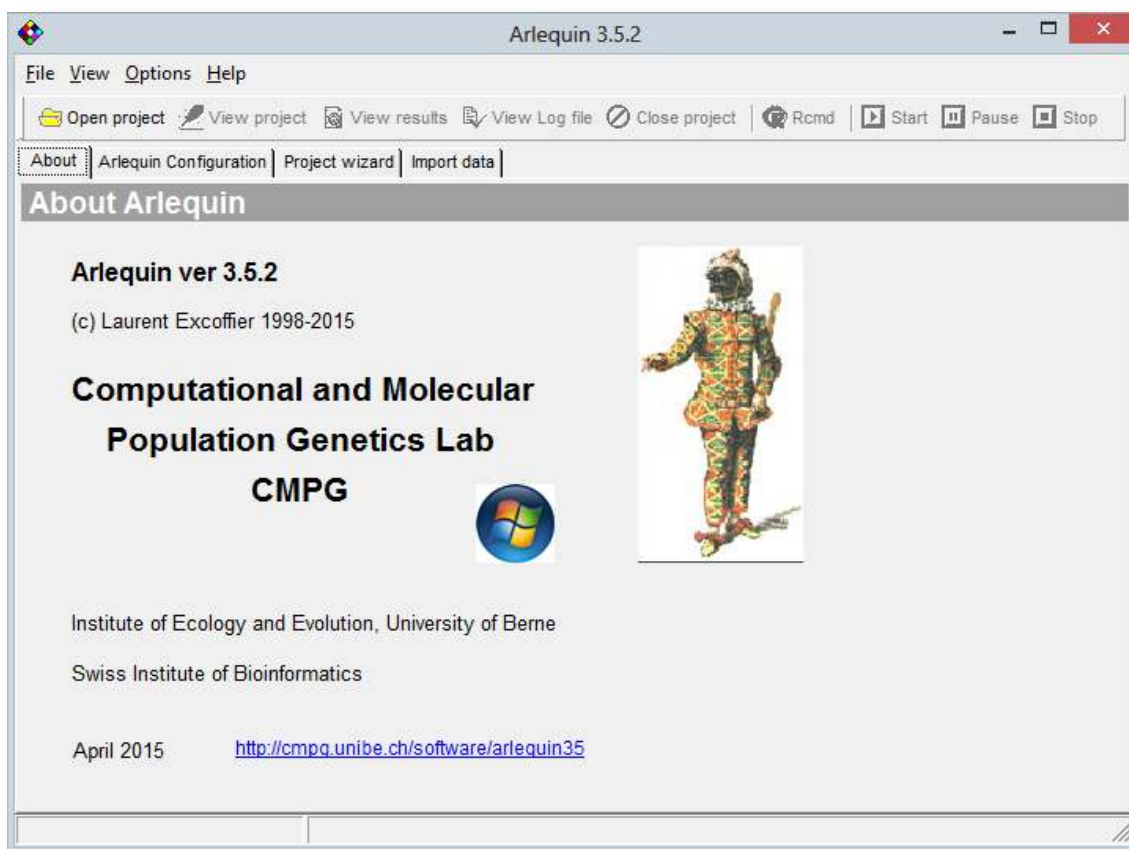 Arlequin 3.5.2
File View Options Help
Open project View project View results View Log file Close project Rcmd Start Pause Stop
About Arlequin Configuration Project wizard Import data
About Arlequin
Arlequin ver 3.5.2
(c) Laurent Excoffier 1998-2015
Computational and Molecular
Population Genetics Lab
CMPG
Institute of Ecology and Evolution, University of Berne
Swiss Institute of Bioinformatics
April 2015 http://cmpg.unibe.ch/software/arlequin35